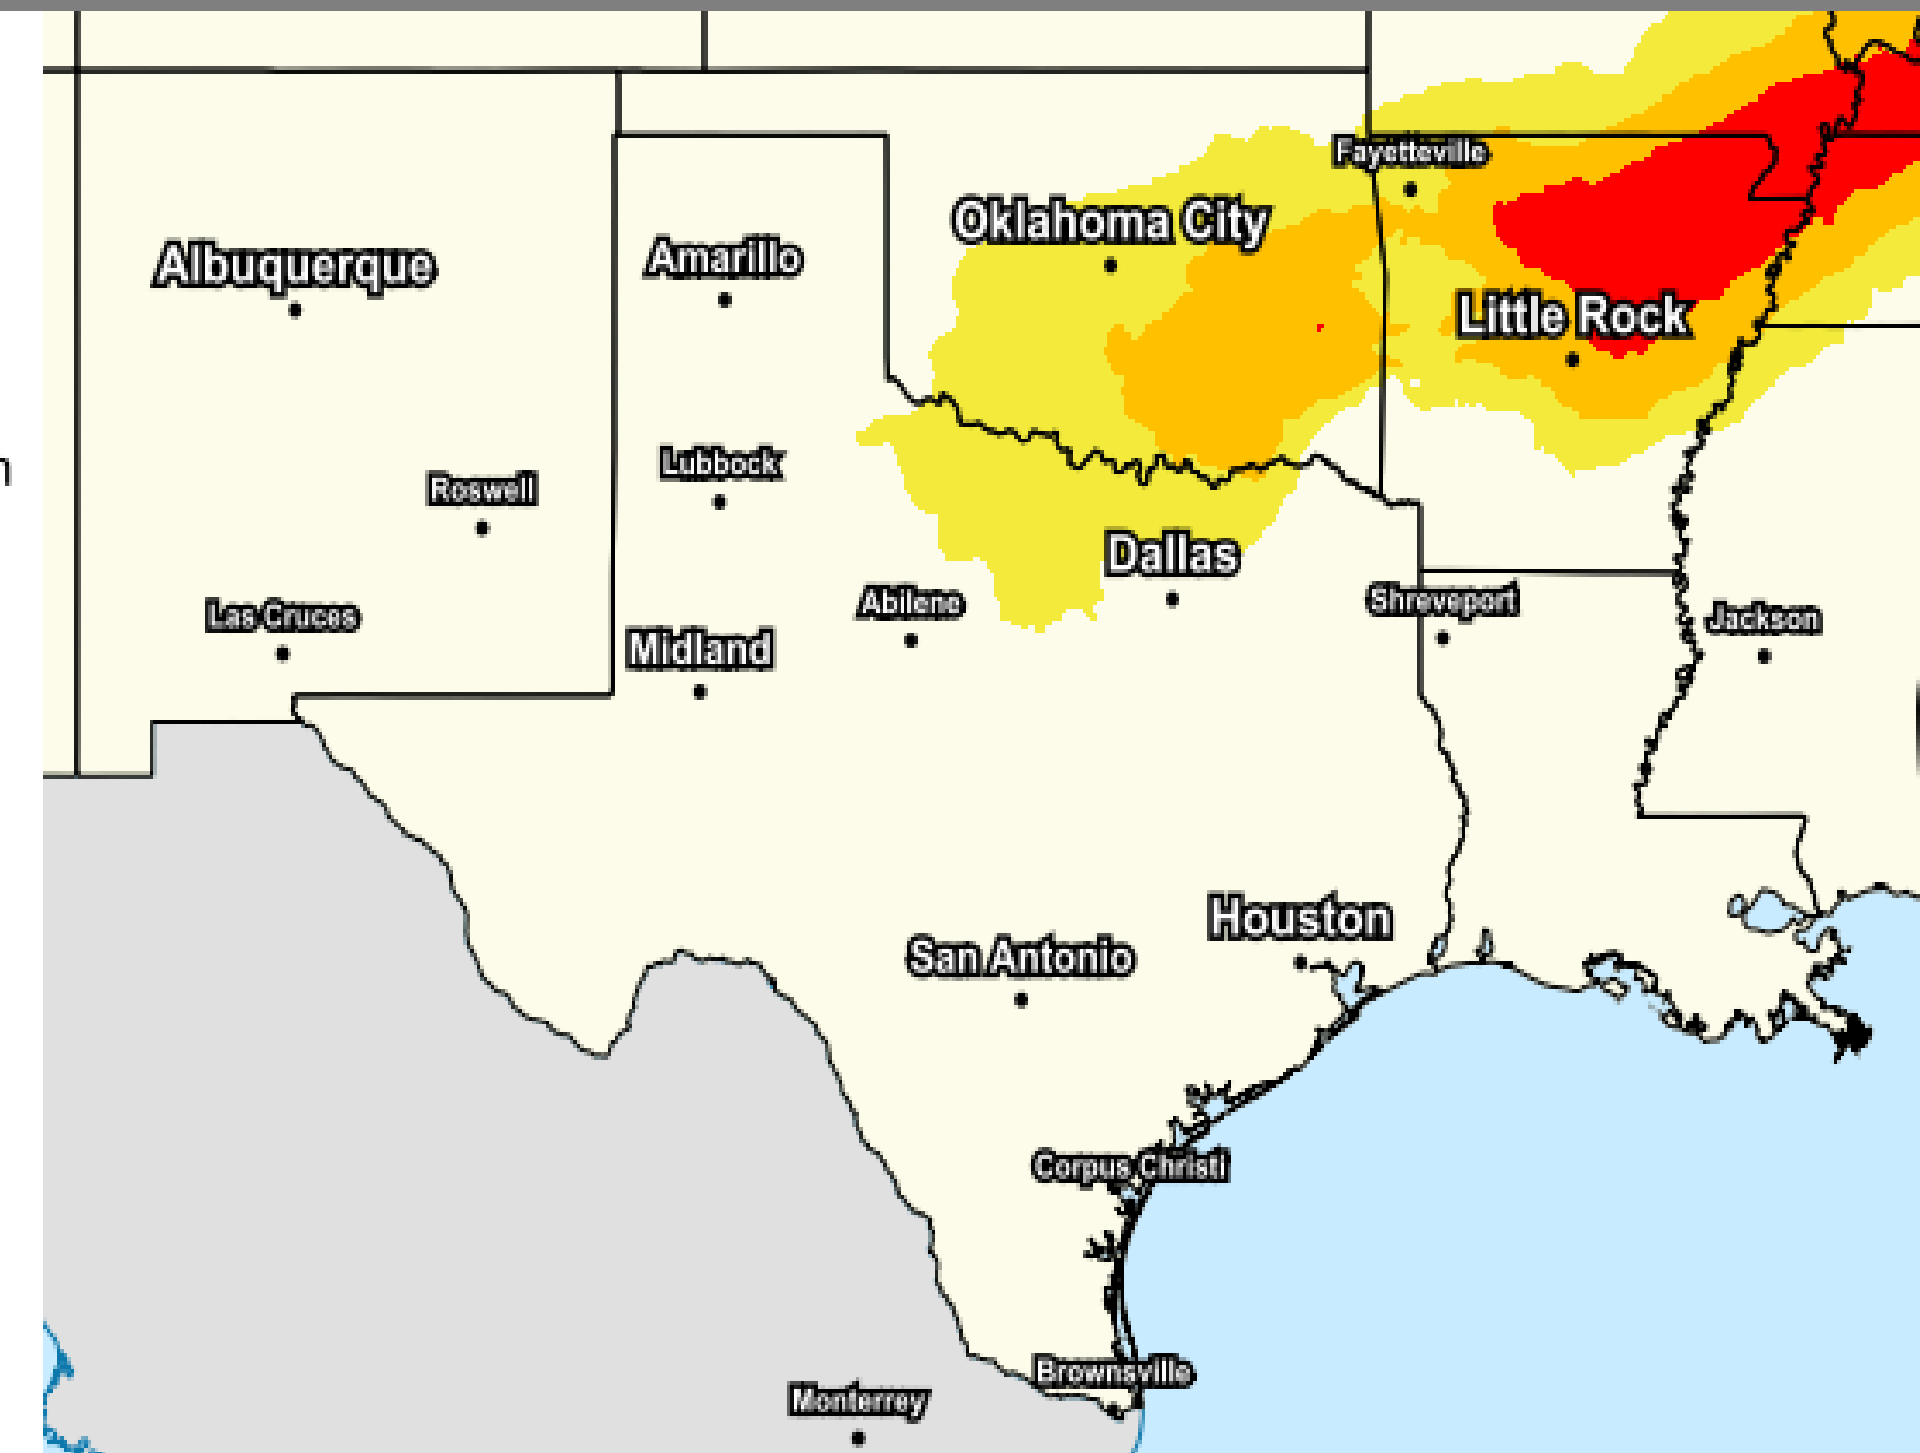 Fayetteville
Oklahoma City
Albuquerque
Amarillo
Little Rock
n
Lubbock
Roswell
Dallas
Abilene
Shreveport
Las Cruces
Jackson
Midland
Houston
San Antonio
Corpus Christi
Brownsville
Monterrey